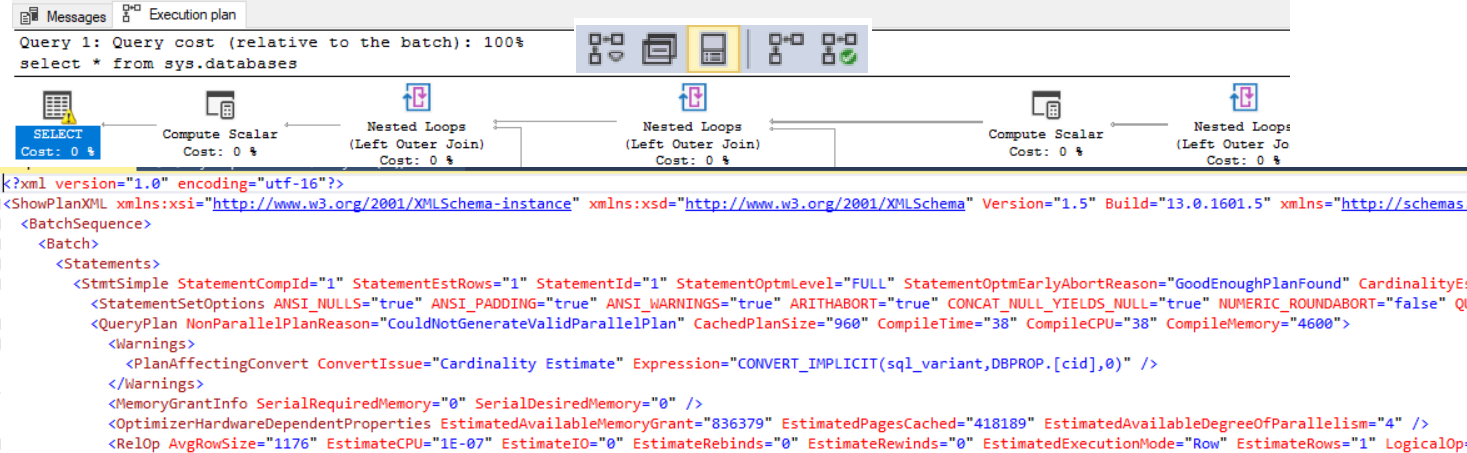 Messages Execution plan
Query 1: Query cost (relative to the batch): 100%
select * from sys.databases
SELECT
Cost: 0 %
Compute Scalar
Cost: 0 %
Nested Loops
(Left Outer Join)
Cost: 0 %
Nested Loops
(Left Outer Join)
Cost: 0 %
Compute Scalar
Cost: 0 %
Nested Loops
(Left Outer Jo
Cost: 0 %
<?xml version="1.0" encoding="utf-16"?>
<ShowPlanXML xmlns:xsi="http://www.w3.org/2001/XMLSchema-instance" xmlns:xsd="http://www.w3.org/2001/XMLSchema" Version="1.5" Build="13.0.1601.5" xmlns="http://schemas.
<BatchSequence>
<Batch>
<Statements>
<StmtSimple StatementCompId="1" StatementEstRows="1" StatementId="1" StatementOptmLevel="FULL" StatementOptmEarlyAbortReason="GoodEnoughPlanFound" CardinalityEs
<StatementSetOptions ANSI_NULLS="true" ANSI_PADDING="true" ANSI_WARNINGS="true" ARITHABORT="true" CONCAT_NULL_YIELDS_NULL="true" NUMERIC_ROUNDABORT="false" QU
<QueryPlan NonParallelPlanReason="CouldNotGenerateValidParallelPlan" CachedPlanSize="960" CompileTime="38" CompileCPU="38" CompileMemory="4600">
<Warnings>
<PlanAffectingConvert ConvertIssue="Cardinality Estimate" Expression="CONVERT_IMPLICIT(sql_variant,DBPROP.[cid],0)" />
</Warnings>
<MemoryGrantInfo SerialRequiredMemory="0" SerialDesiredMemory="0" />
<OptimizerHardwareDependentProperties EstimatedAvailableMemoryGrant="836379" EstimatedPagesCached="418189" EstimatedAvailableDegreeOfParallelism="4" />
<RelOp AvgRowSize="1176" EstimateCPU="1E-07" EstimateIO="0" EstimateRebinds="0" EstimateRewinds="0" EstimatedExecutionMode="Row" EstimateRows="1" LogicalOp=